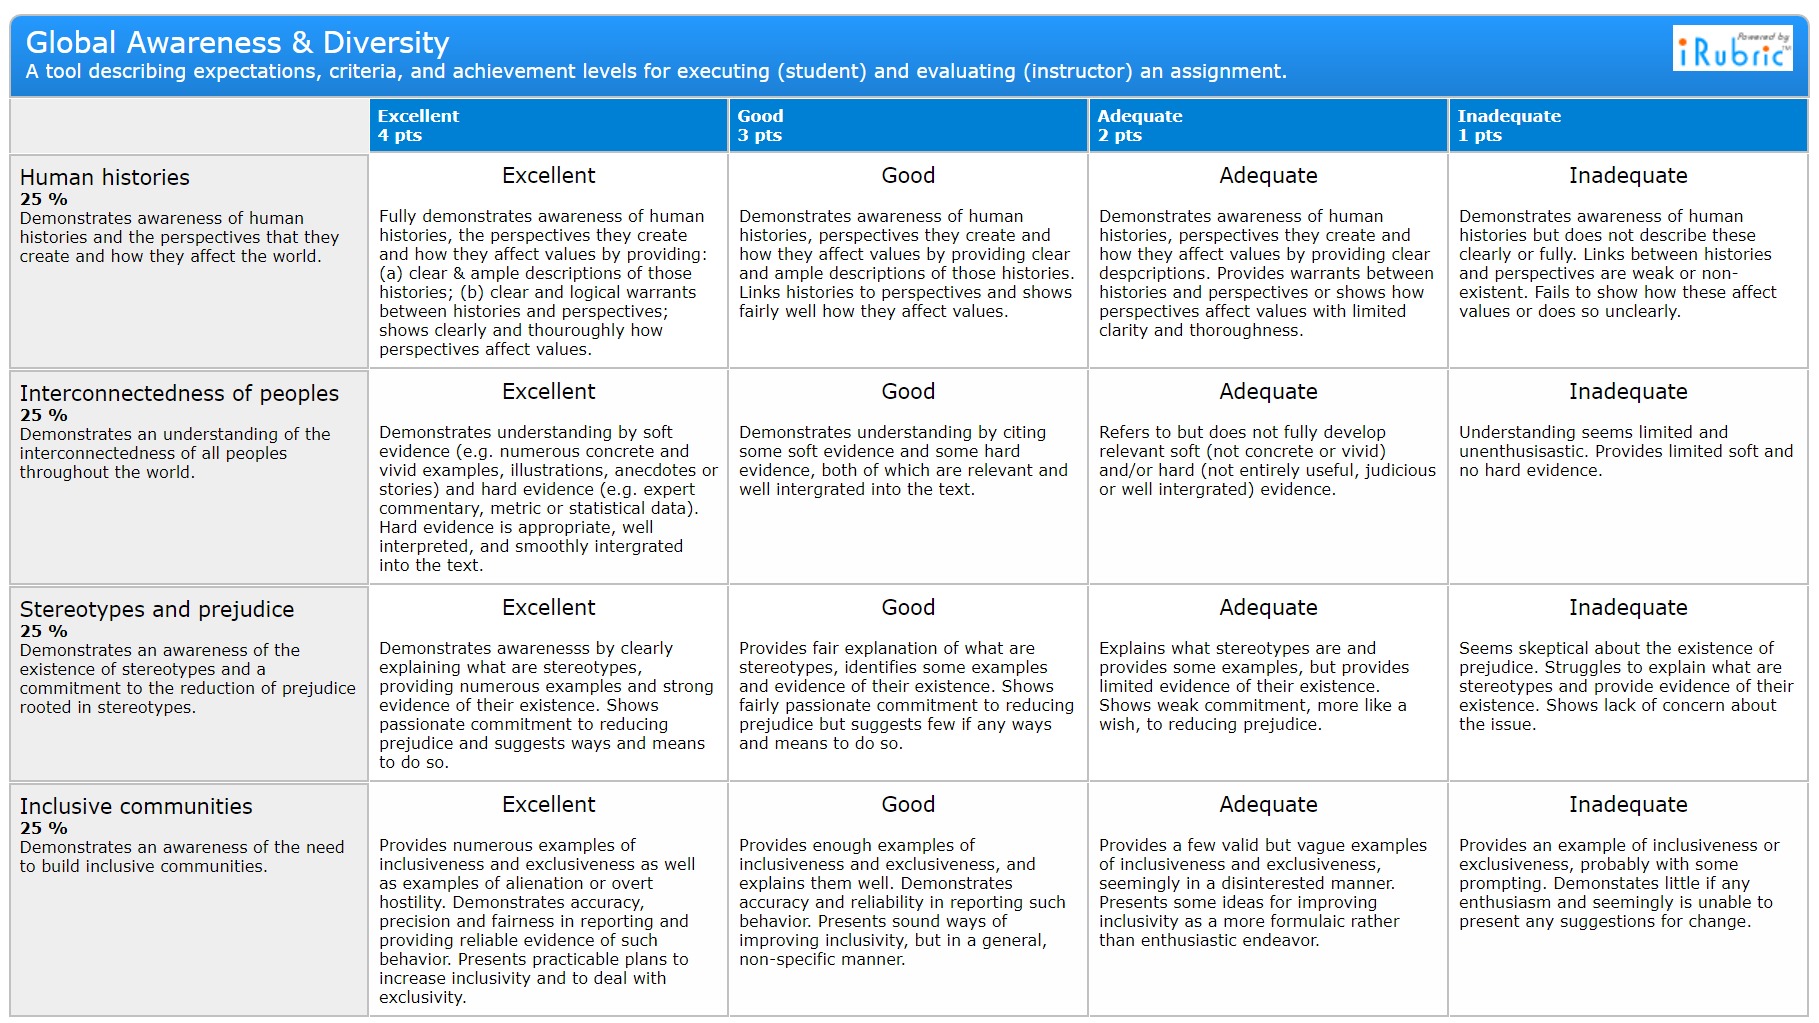 Global Awareness & Diversity
A tool describing expectations, criteria, and achievement levels for executing (student) and evaluating (instructor) an assignment.
Powered by
iRubric™
Excellent
4 pts
Good
3 pts
Adequate
2 pts
Inadequate
1 pts
Human histories
25 %
Demonstrates awareness of human
histories and the perspectives that they
create and how they affect the world.
Excellent
Fully demonstrates awareness of human
histories, the perspectives they create
and how they affect values by providing:
(a) clear & ample descriptions of those
histories; (b) clear and logical warrants
between histories and perspectives;
shows clearly and thouroughly how
perspectives affect values.
Good
Demonstrates awareness of human
histories, perspectives they create and
how they affect values by providing clear
and ample descriptions of those histories.
Links histories to perspectives and shows
fairly well how they affect values.
Adequate
Demonstrates awareness of human
histories, perspectives they create and
how they affect values by providing clear
despcriptions. Provides warrants between
histories and perspectives or shows how
perspectives affect values with limited
clarity and thoroughness.
Inadequate
Demonstrates awareness of human
histories but does not describe these
clearly or fully. Links between histories
and perspectives are weak or non-
existent. Fails to show how these affect
values or does so unclearly.
Interconnectedness of peoples
25 %
Demonstrates an understanding of the
interconnectedness of all peoples
throughout the world.
Excellent
Demonstrates understanding by soft
evidence (e.g. numerous concrete and
vivid examples, illustrations, anecdotes or
stories) and hard evidence (e.g. expert
commentary, metric or statistical data).
Hard evidence is appropriate, well
interpreted, and smoothly intergrated
into the text.
Good
Demonstrates understanding by citing
some soft evidence and some hard
evidence, both of which are relevant and
well intergrated into the text.
Adequate
Refers to but does not fully develop
relevant soft (not concrete or vivid)
and/or hard (not entirely useful, judicious
or well intergrated) evidence.
Inadequate
Understanding seems limited and
unenthusisastic. Provides limited soft and
no hard evidence.
Stereotypes and prejudice
25 %
Demonstrates an awareness of the
existence of stereotypes and a
commitment to the reduction of prejudice
rooted in stereotypes.
Excellent
Demonstrates awarenesss by clearly
explaining what are stereotypes,
providing numerous examples and strong
evidence of their existence. Shows
passionate commitment to reducing
prejudice and suggests ways and means
to do so.
Good
Provides fair explanation of what are
stereotypes, identifies some examples
and evidence of their existence. Shows
fairly passionate commitment to reducing
prejudice but suggests few if any ways
and means to do so.
Adequate
Explains what stereotypes are and
provides some examples, but provides
limited evidence of their existence.
Shows weak commitment, more like a
wish, to reducing prejudice.
Inadequate
Seems skeptical about the existence of
prejudice. Struggles to explain what are
stereotypes and provide evidence of their
existence. Shows lack of concern about
the issue.
Inclusive communities
25 %
Demonstrates an awareness of the need
to build inclusive communities.
Excellent
Provides numerous examples of
inclusiveness and exclusiveness as well
as examples of alienation or overt
hostility. Demonstrates accuracy,
precision and fairness in reporting and
providing reliable evidence of such
behavior. Presents practicable plans to
increase inclusivity and to deal with
exclusivity.
Good
Provides enough examples of
inclusiveness and exclusiveness, and
explains them well. Demonstrates
accuracy and reliability in reporting such
behavior. Presents sound ways of
improving inclusivity, but in a general,
non-specific manner.
Adequate
Provides a few valid but vague examples
of inclusiveness and exclusiveness,
seemingly in a disinterested manner.
Presents some ideas for improving
inclusivity as a more formulaic rather
than enthusiastic endeavor.
Inadequate
Provides an example of inclusiveness or
exclusiveness, probably with some
prompting. Demonstates little if any
enthusiasm and seemingly is unable to
present any suggestions for change.